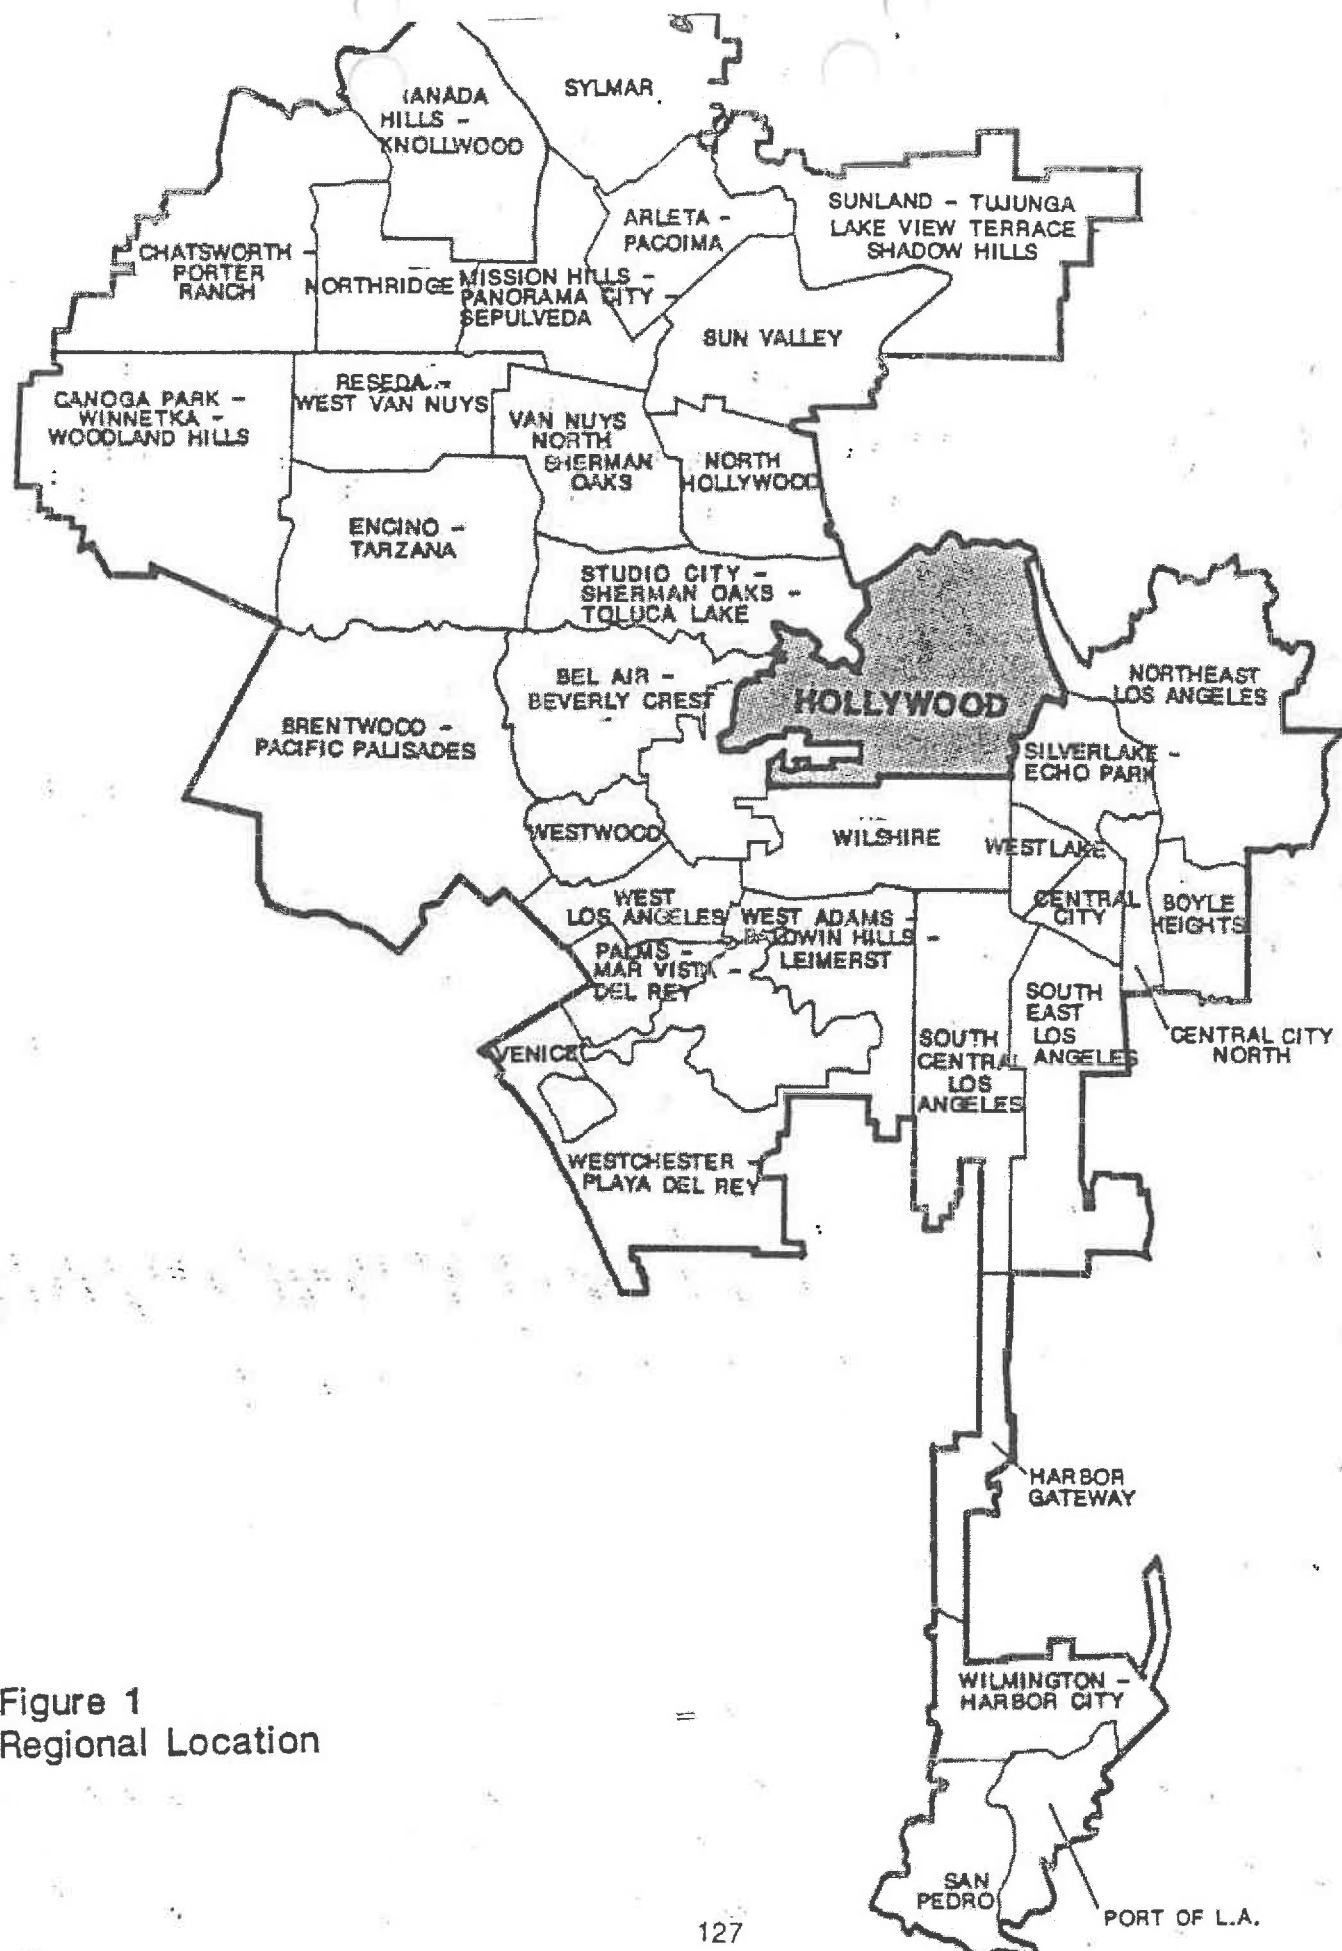 SYLMAR
IANADA
HILLS -
KNOLLWOOD
SUNLAND - TUJUNGA
LAKE VIEW TERRACE -
SHADOW HILLS
ARLETA -
PACOIMA
CHATSWORTH -
PORTER
RANCH
NORTHRIDGE
MISSION HILLS -
PANORAMA CITY -
SEPULVEDA
SUN VALLEY
RESEDA -
WEST VAN NUYS
CANOGA PARK -
WINNETKA -
WOODLAND HILLS
VAN NUYS
NORTH
SHERMAN
OAKS
NORTH
HOLLYWOOD
ENCINO -
TARZANA
STUDIO CITY -
SHERMAN OAKS -
TOLUCA LAKE
BEL AIR -
BEVERLY CREST
HOLLYWOOD
NORTHEAST
LOS ANGELES
BRENTWOOD -
PACIFIC PALISADES
SILVERLAKE -
ECHO PARK
WESTWOOD
WILSHIRE
WESTLAKE
CENTRAL
CITY
BOYLE
HEIGHTS
WEST
LOS ANGELES
WEST ADAMS -
BALDWIN HILLS -
LEIMERST
PALMS -
MAR VISTA -
DEL REY
SOUTH
EAST
LOS
ANGELES
CENTRAL CITY
NORTH
VENICE
SOUTH
CENTRAL
LOS
ANGELES
WESTCHESTER -
PLAYA DEL REY
HARBOR
GATEWAY
WILMINGTON -
HARBOR CITY
SAN
PEDRO
PORT OF L.A.
Figure 1
Regional Location
=
127